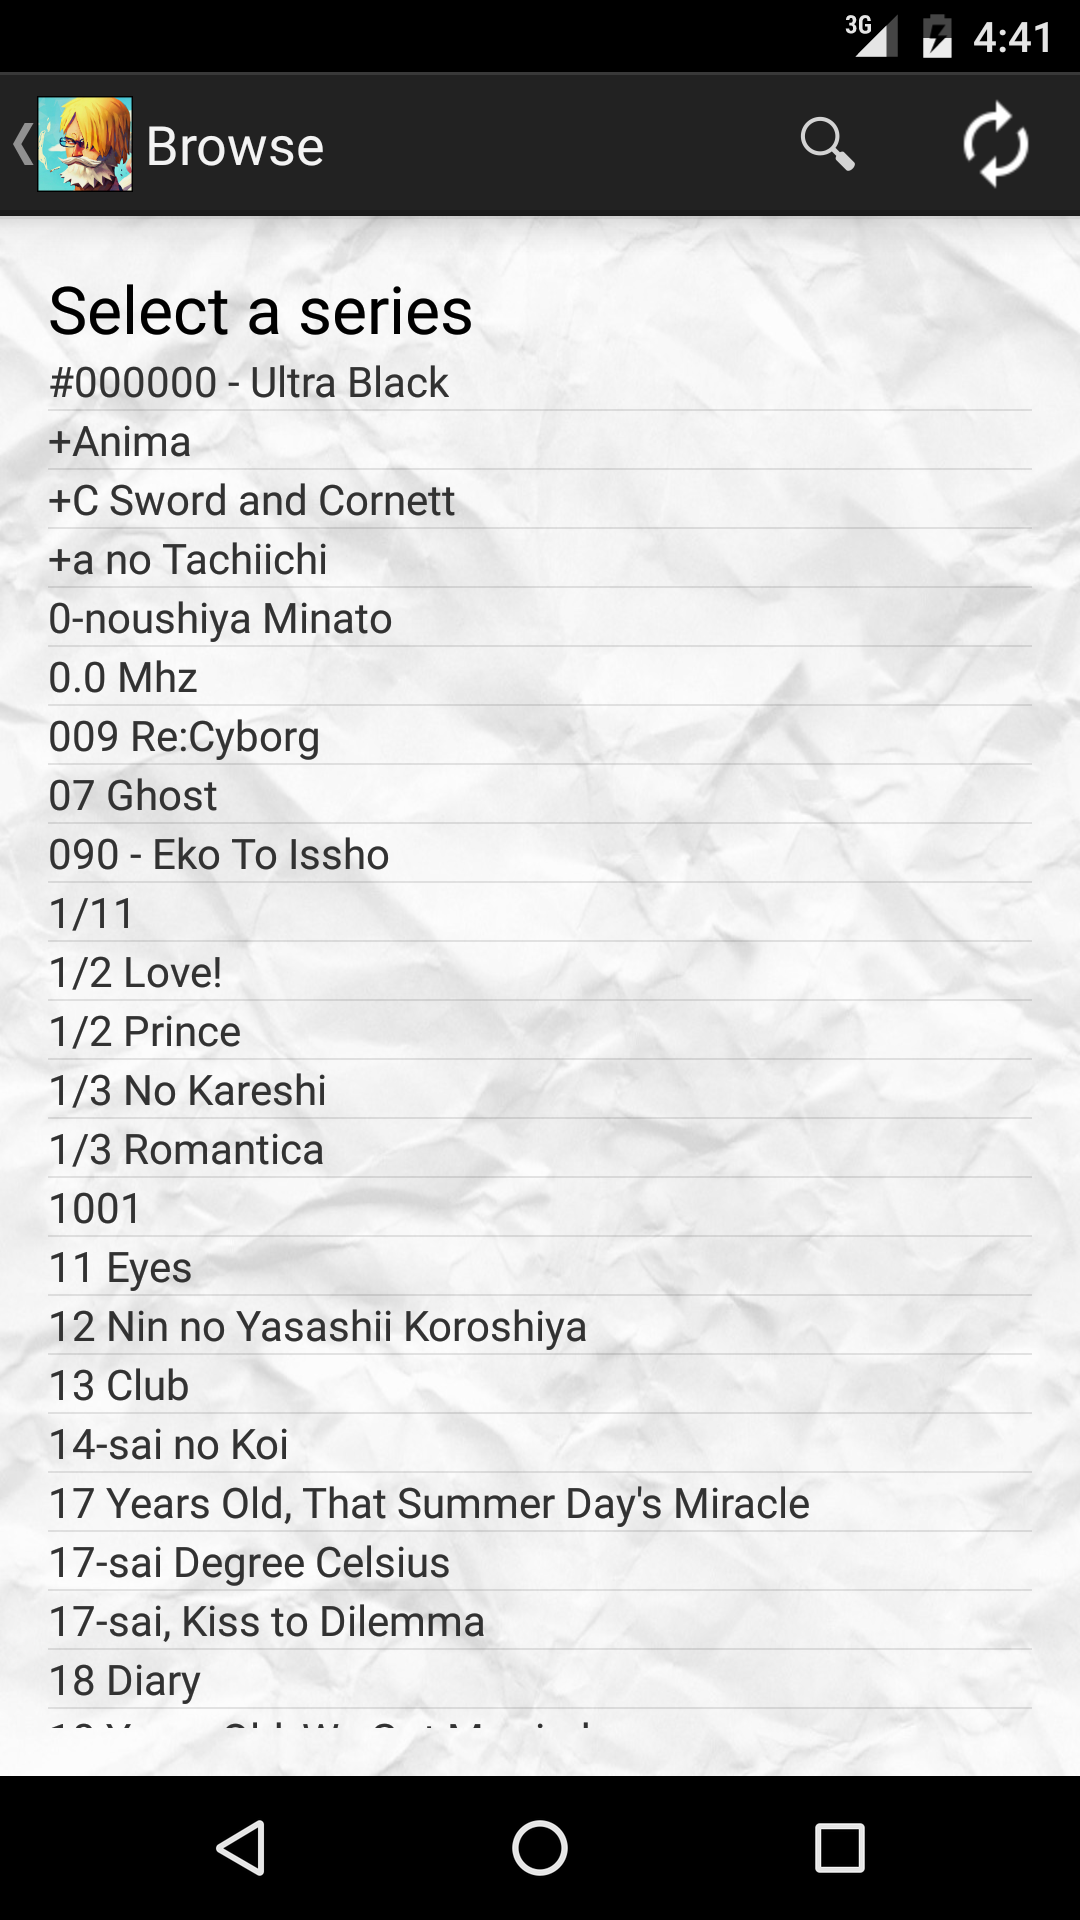 3G 4:41
Browse
Select a series
#000000 - Ultra Black
+Anima
+C Sword and Cornett
+a no Tachiichi
0-noushiya Minato
0.0 Mhz
009 Re:Cyborg
07 Ghost
090 - Eko To Issho
1/11
1/2 Love!
1/2 Prince
1/3 No Kareshi
1/3 Romantica
1001
11 Eyes
12 Nin no Yasashii Koroshiya
13 Club
14-sai no Koi
17 Years Old, That Summer Day's Miracle
17-sai Degree Celsius
17-sai, Kiss to Dilemma
18 Diary